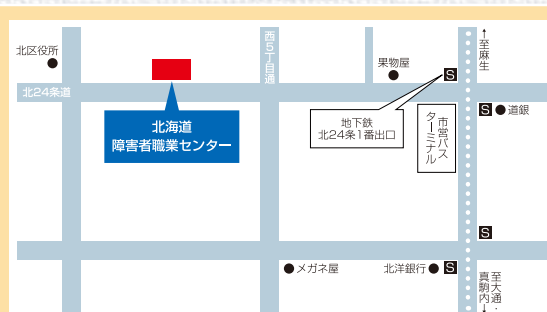 北区役所
西5丁目通
果物屋
↑至麻生
S
北24条道
S
道銀
北海道
障害者職業センター
地下鉄
北24条1番出口
市営バス
ターミナル
S
メガネ屋
北洋銀行
S
至大通・
真駒内↓